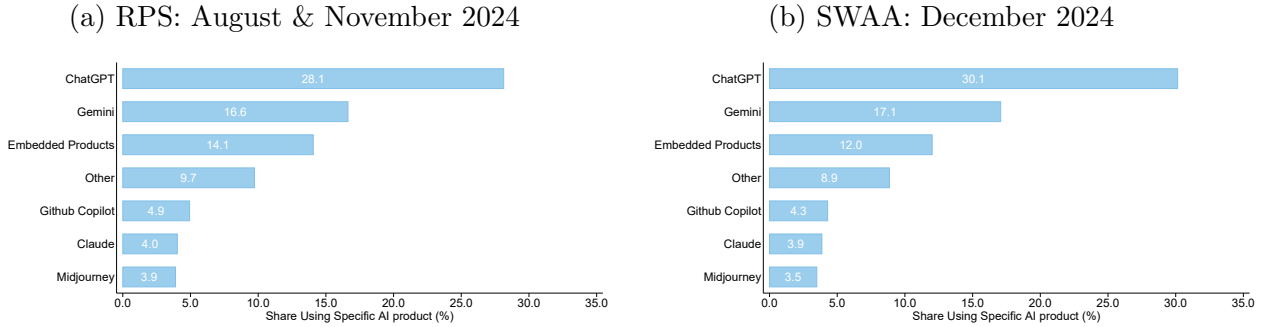 (a) RPS: August & November 2024
ChatGPT 28.1
Gemini 16.6
Embedded Products 14.1
Other 9.7
Github Copilot 4.9
Claude 4.0
Midjourney 3.9
0.0 5.0 10.0 15.0 20.0 25.0 30.0 35.0
Share Using Specific AI product (%)
(b) SWAA: December 2024
ChatGPT 30.1
Gemini 17.1
Embedded Products 12.0
Other 8.9
Github Copilot 4.3
Claude 3.9
Midjourney 3.5
0.0 5.0 10.0 15.0 20.0 25.0 30.0 35.0
Share Using Specific AI product (%)